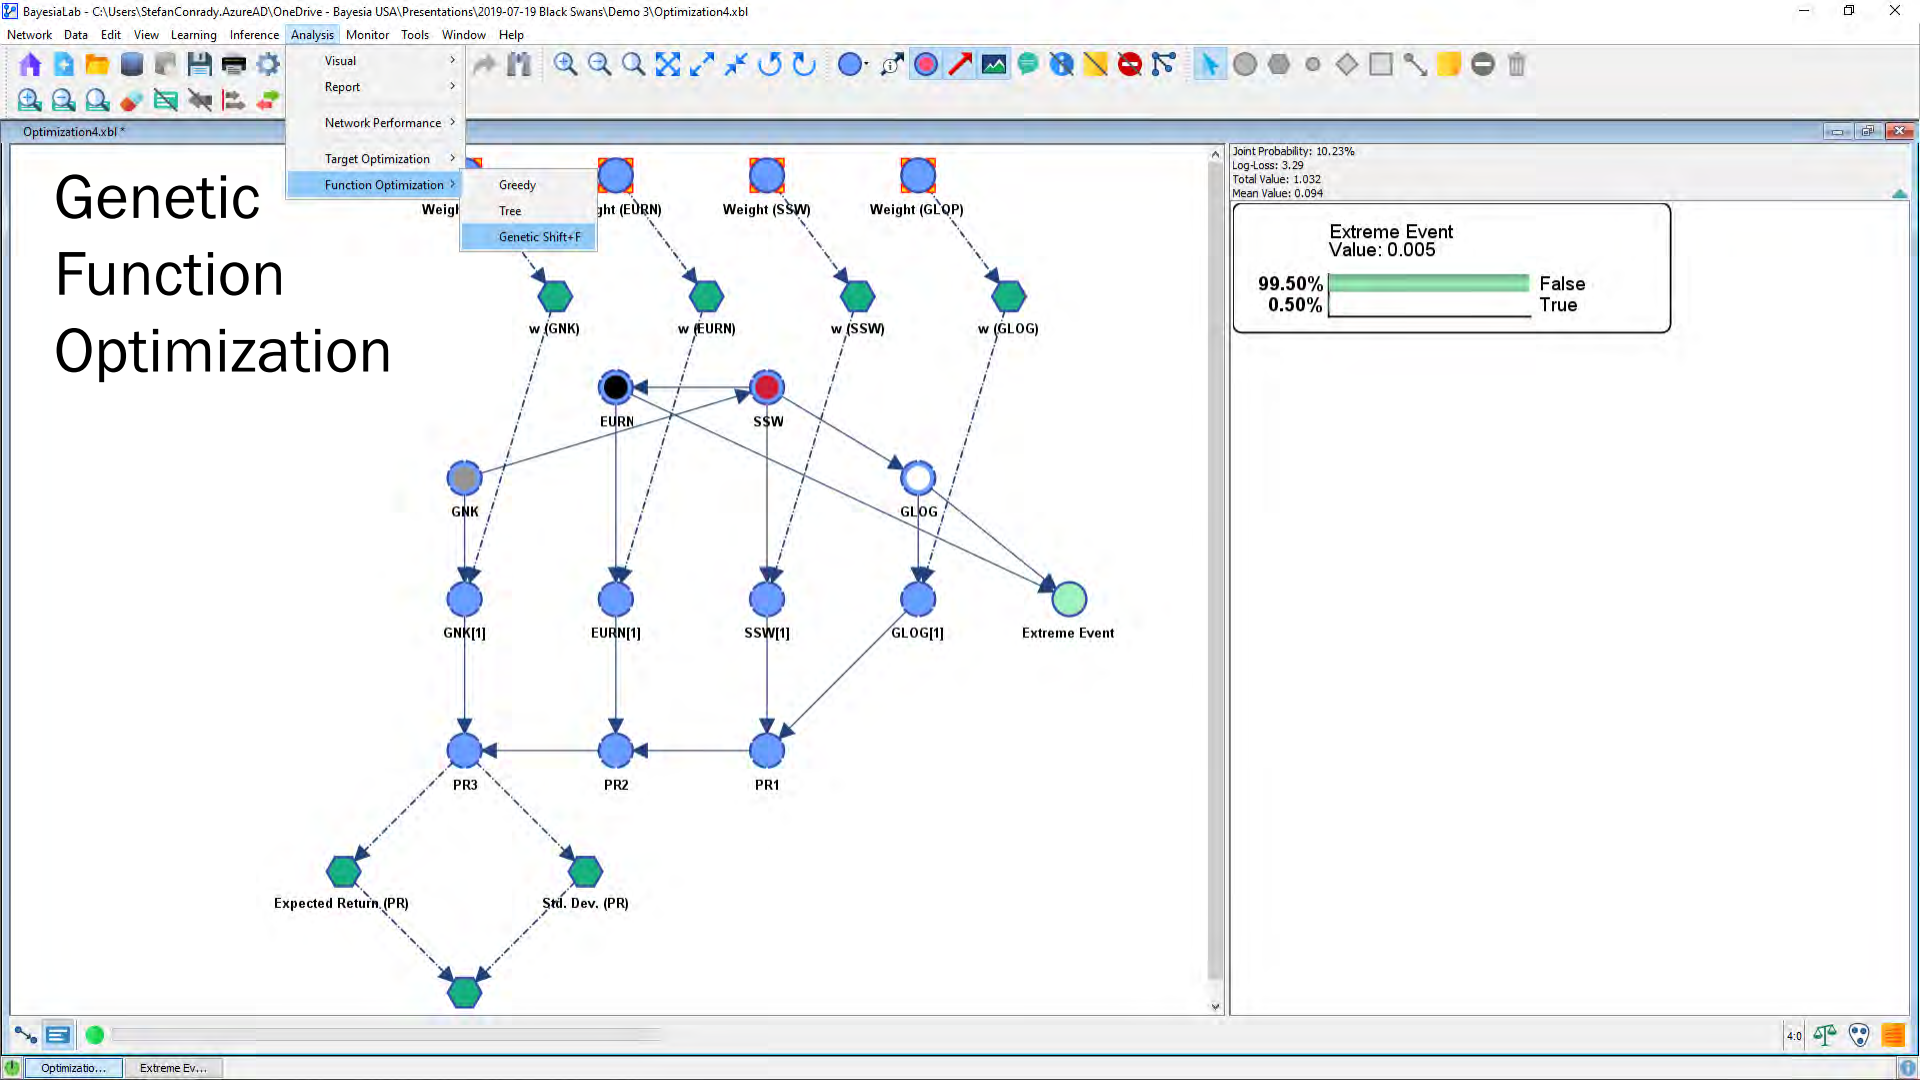 BayesiaLab - C:\Users\StefanConrady.AzureAD\OneDrive - Bayesia USA\Presentations\2019-07-19 Black Swans\Demo 3\Optimization4.xbl
Network Data Edit View Learning Inference Analysis Monitor Tools Window Help
Visual
Report
Network Performance
Target Optimization
Function Optimization
Greedy
Tree
Genetic Shift+F
Optimization4.xbl *
Genetic
Function
Optimization
Weigh ght (EURN) Weight (SSW) Weight (GLOP)
w (GNK) w (EURN) w (SSW) w (GLOG)
EURN SSW
GNK GLOG
GNK[1] EURN[1] SSW[1] GLOG[1] Extreme Event
PR3 PR2 PR1
Expected Return (PR) Std. Dev. (PR)
Joint Probability: 10.23%
Log-Loss: 3.29
Total Value: 1.032
Mean Value: 0.094
Extreme Event
Value: 0.005
99.50% False
0.50% True
4:0
Optimizatio... Extreme Ev...